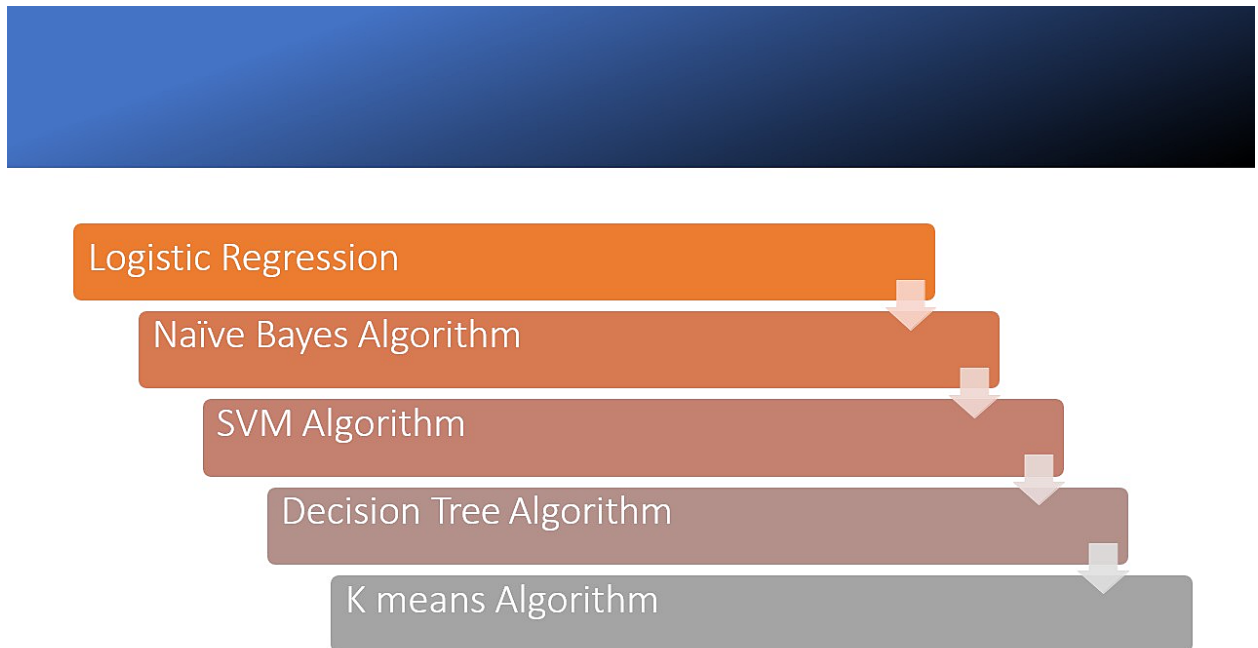 Logistic Regression
Naïve Bayes Algorithm
SVM Algorithm
Decision Tree Algorithm
K means Algorithm